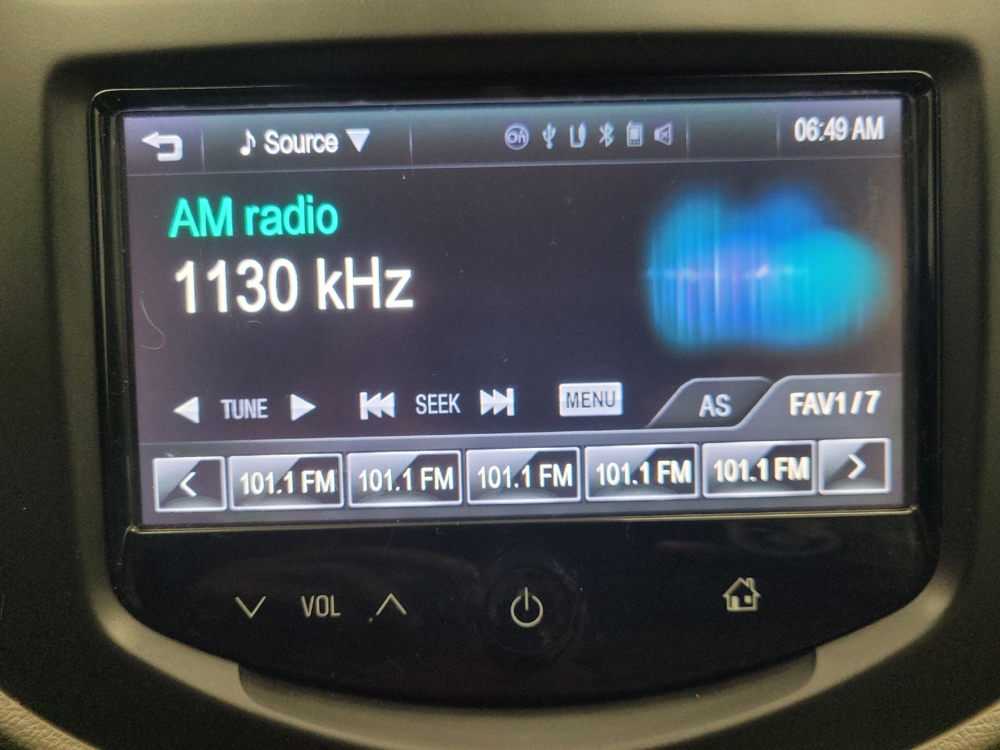 Source
06:49 AM
AM radio
1130 kHz
TUNE SEEK MENU AS FAV1/7
101.1 FM 101.1 FM 101.1 FM 101.1 FM 101.1 FM
VOL